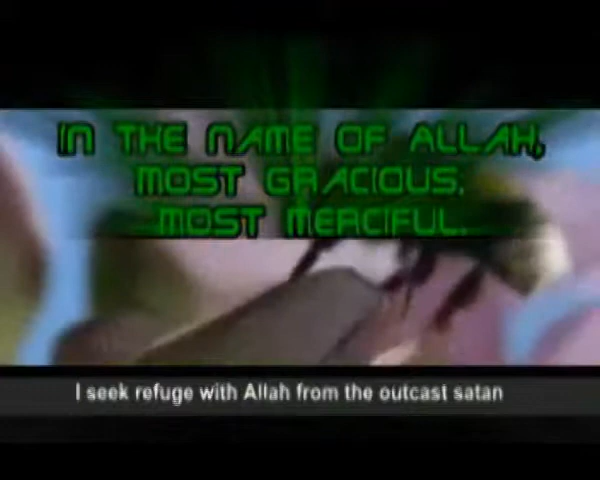 IN THE NAME OF ALLAH,
MOST GRACIOUS,
MOST MERCIFUL.
I seek refuge with Allah from the outcast satan